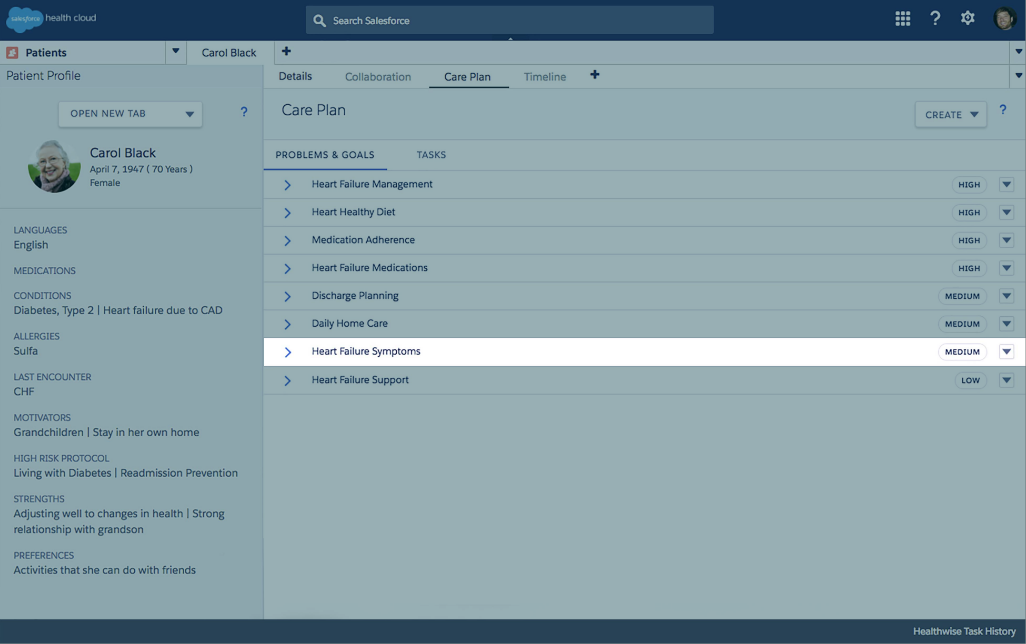 salesforce health cloud
Search Salesforce
?
Patients
Carol Black
+
Patient Profile
OPEN NEW TAB
?
Carol Black
April 7, 1947 ( 70 Years )
Female
LANGUAGES
English
MEDICATIONS
CONDITIONS
Diabetes, Type 2 | Heart failure due to CAD
ALLERGIES
Sulfa
LAST ENCOUNTER
CHF
MOTIVATORS
Grandchildren | Stay in her own home
HIGH RISK PROTOCOL
Living with Diabetes | Readmission Prevention
STRENGTHS
Adjusting well to changes in health | Strong
relationship with grandson
PREFERENCES
Activities that she can do with friends
Details Collaboration Care Plan Timeline +
Care Plan
CREATE
?
PROBLEMS & GOALS TASKS
Heart Failure Management HIGH
Heart Healthy Diet HIGH
Medication Adherence HIGH
Heart Failure Medications HIGH
Discharge Planning MEDIUM
Daily Home Care MEDIUM
Heart Failure Symptoms MEDIUM
Heart Failure Support LOW
Healthwise Task History